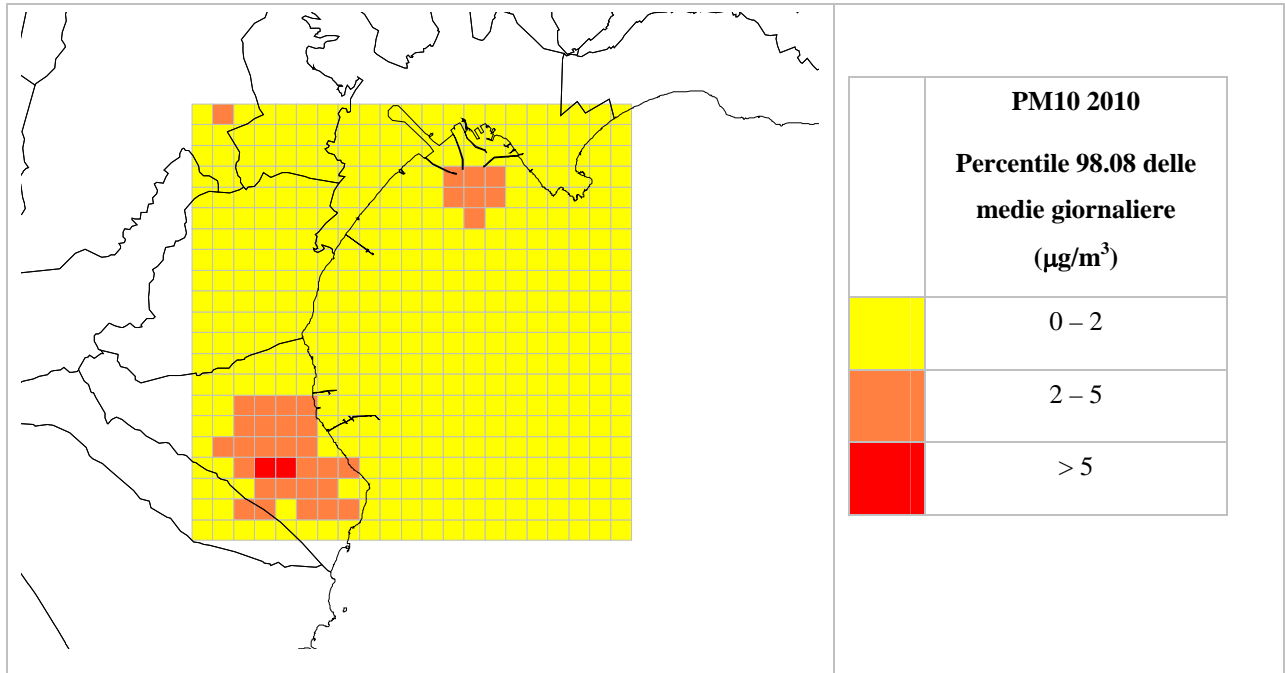 PM10 2010
Percentile 98.08 delle
medie giornaliere
(μg/m³)
0 – 2
2 – 5
> 5